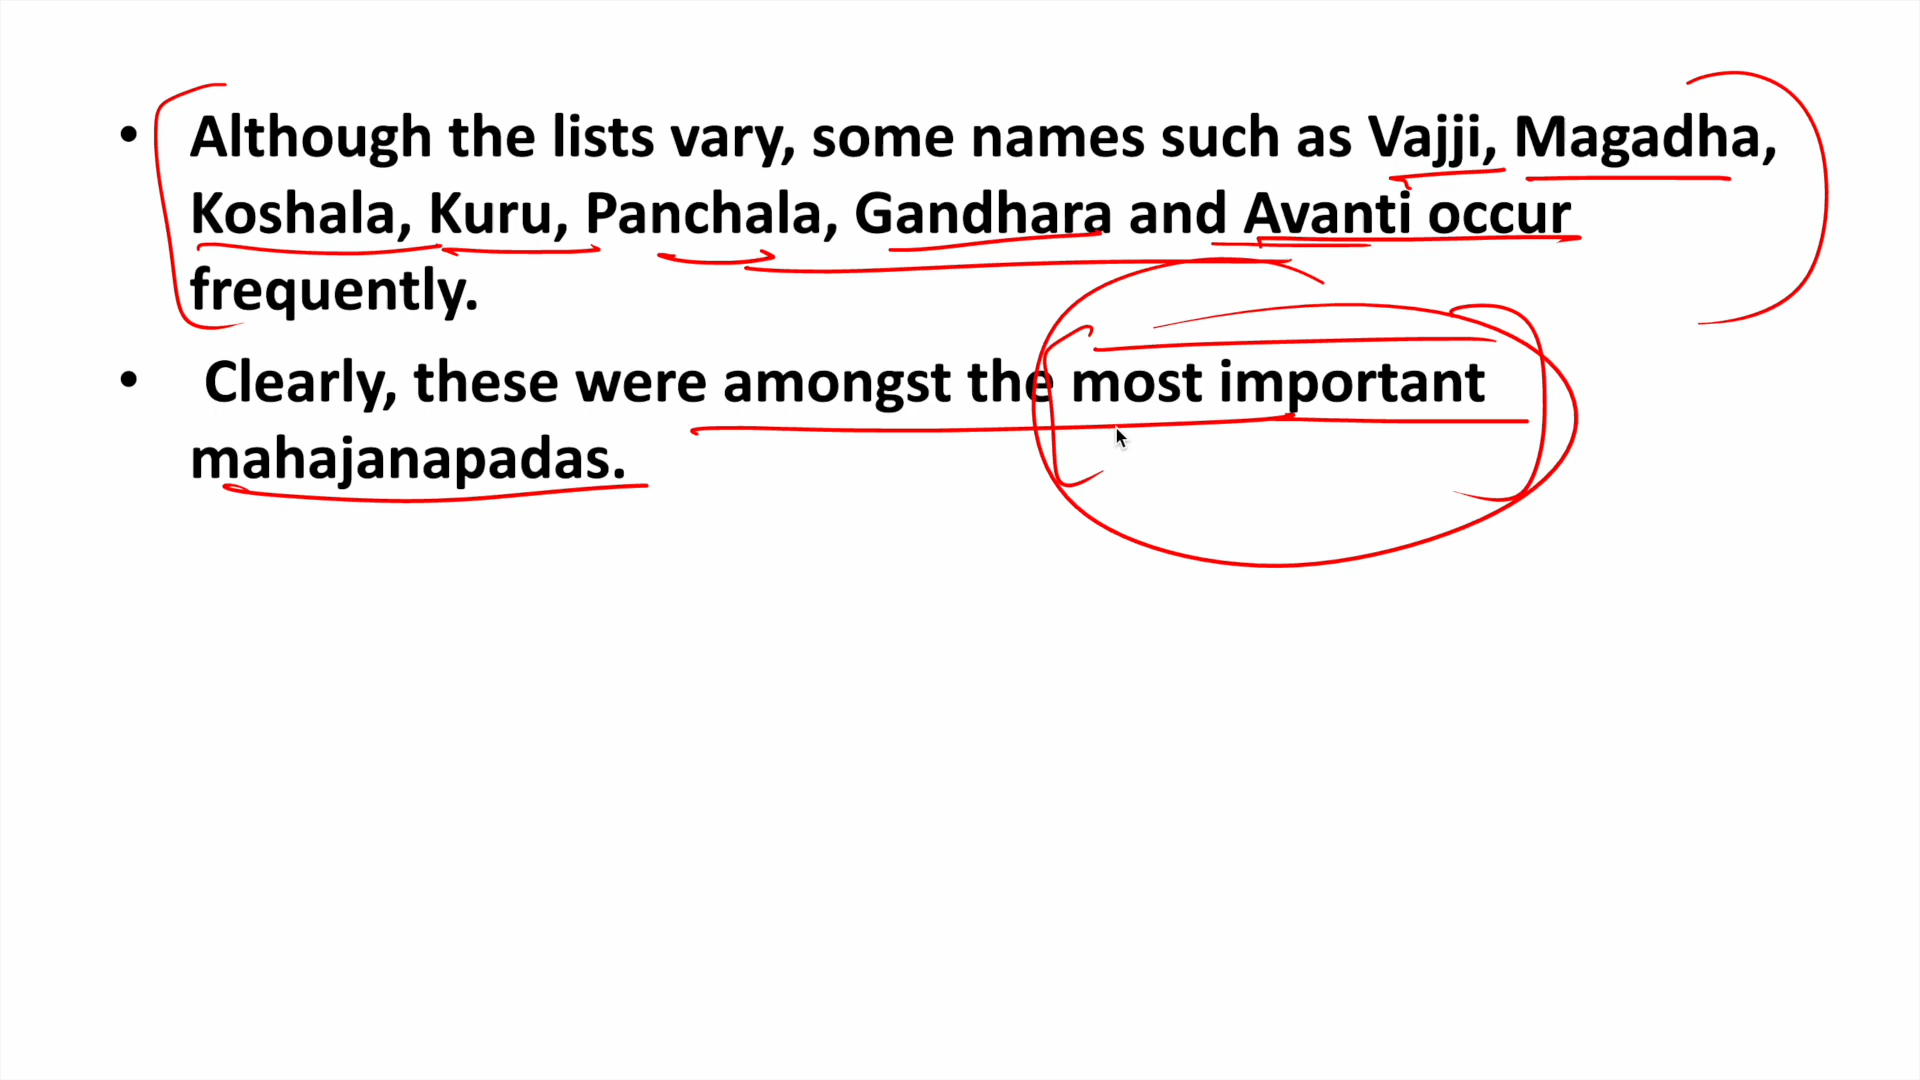 • Although the lists vary, some names such as Vajji, Magadha,
Koshala, Kuru, Panchala, Gandhara and Avanti occur
frequently.
• Clearly, these were amongst the most important
mahajanapadas.